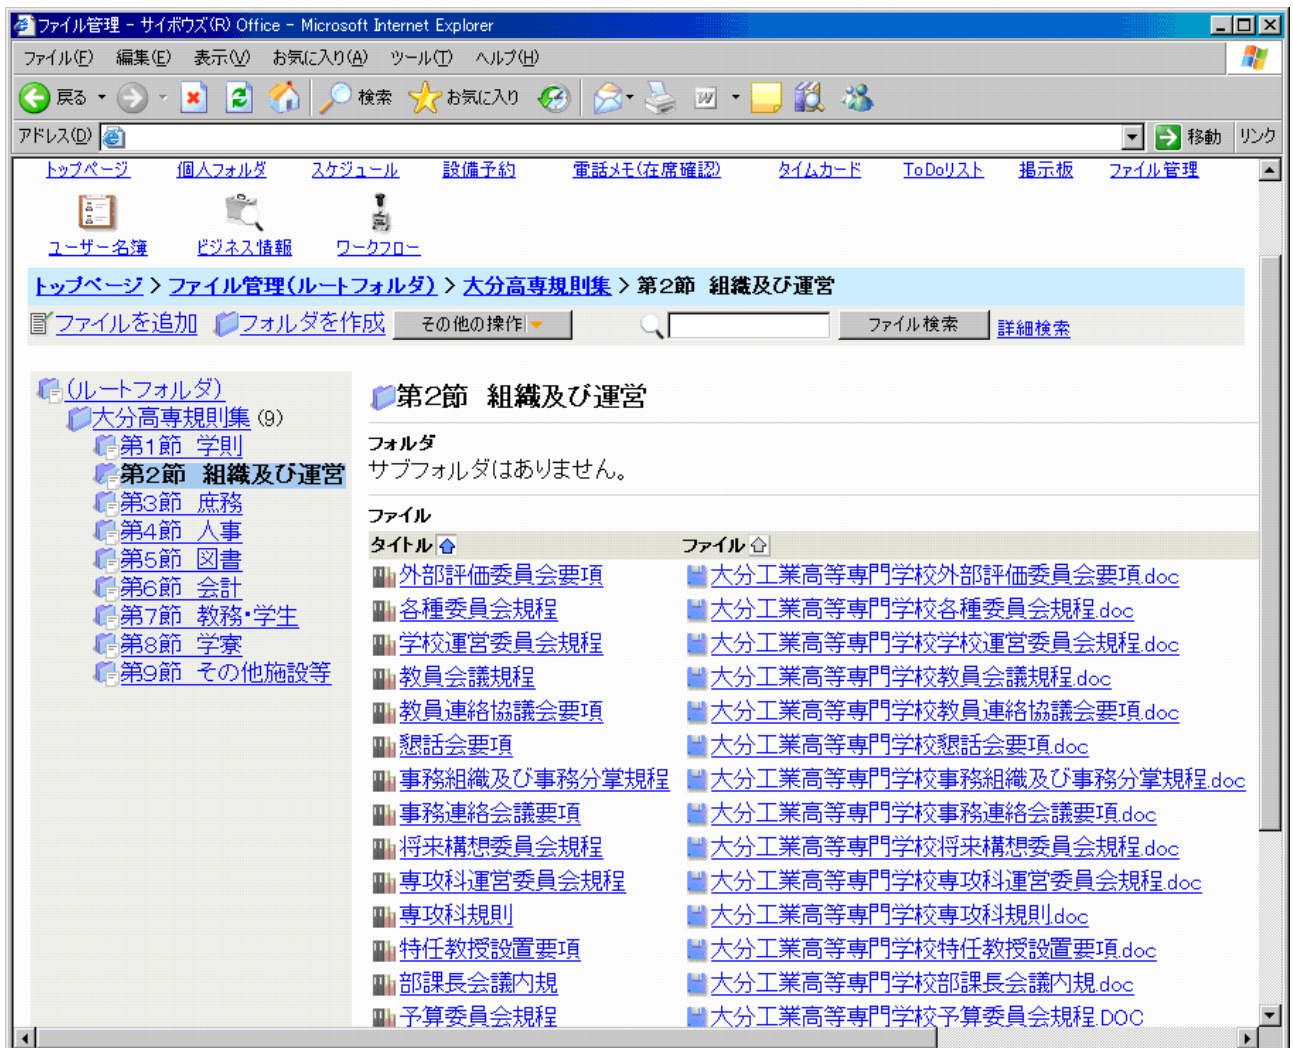 ファイル管理 - サイボウズ(R) Office - Microsoft Internet Explorer
ファイル(F) 編集(E) 表示(V) お気に入り(A) ツール(T) ヘルプ(H)
戻る 検索 お気に入り
アドレス(D) 移動 リンク
トップページ 個人フォルダ スケジュール 設備予約 電話メモ(在席確認) タイムカード ToDoリスト 掲示板 ファイル管理
ユーザー名簿 ビジネス情報 ワークフロー
トップページ > ファイル管理(ルートフォルダ) > 大分高専規則集 > 第2節 組織及び運営
ファイルを追加 フォルダを作成 その他の操作 ファイル検索 詳細検索
(ルートフォルダ)
大分高専規則集 (9)
第1節 学則
第2節 組織及び運営
第3節 庶務
第4節 人事
第5節 図書
第6節 会計
第7節 教務・学生
第8節 学寮
第9節 その他施設等
第2節 組織及び運営
フォルダ
サブフォルダはありません。
ファイル
タイトル ファイル
外部評価委員会要項 大分工業高等専門学校外部評価委員会要項.doc
各種委員会規程 大分工業高等専門学校各種委員会規程.doc
学校運営委員会規程 大分工業高等専門学校学校運営委員会規程.doc
教員会議規程 大分工業高等専門学校教員会議規程.doc
教員連絡協議会要項 大分工業高等専門学校教員連絡協議会要項.doc
懇話会要項 大分工業高等専門学校懇話会要項.doc
事務組織及び事務分掌規程 大分工業高等専門学校事務組織及び事務分掌規程.doc
事務連絡会議要項 大分工業高等専門学校事務連絡会議要項.doc
将来構想委員会規程 大分工業高等専門学校将来構想委員会規程.doc
専攻科運営委員会規程 大分工業高等専門学校専攻科運営委員会規程.doc
専攻科規則 大分工業高等専門学校専攻科規則.doc
特任教授設置要項 大分工業高等専門学校特任教授設置要項.doc
部課長会議内規 大分工業高等専門学校部課長会議内規.doc
予算委員会規程 大分工業高等専門学校予算委員会規程.DOC